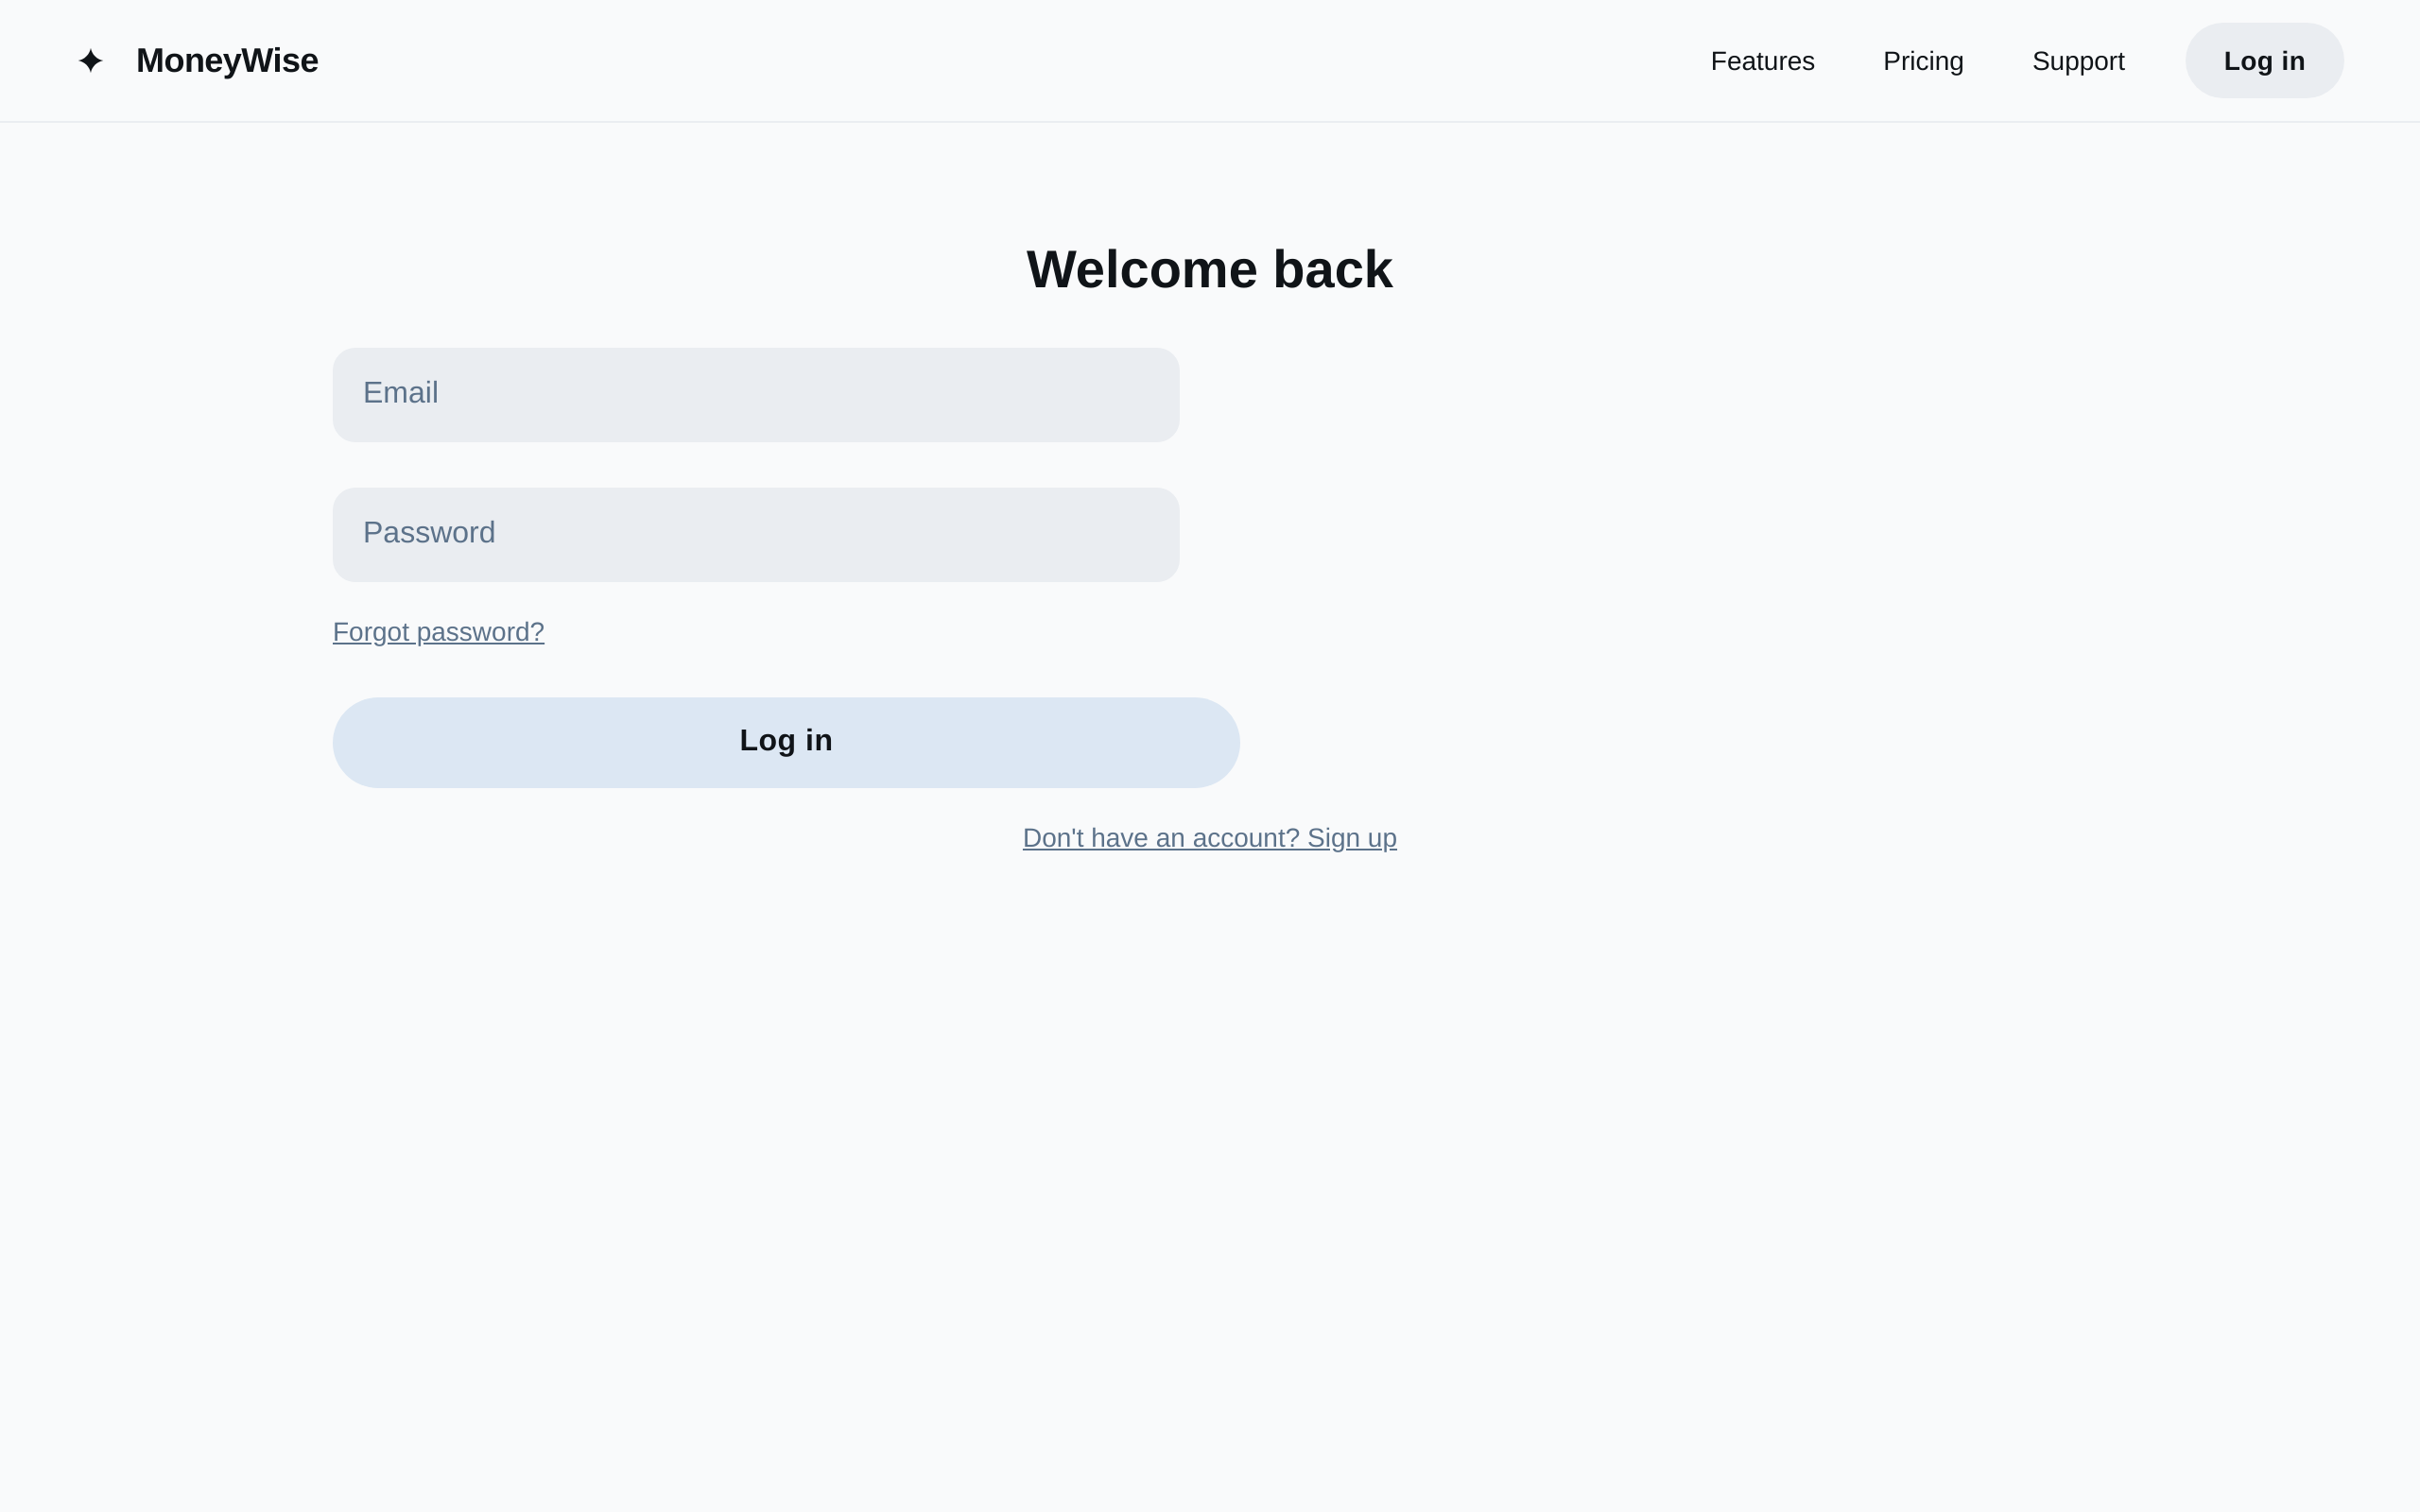 MoneyWise
Features
Pricing
Support
Log in
Welcome back
Email
Password
Forgot password?
Log in
Don't have an account? Sign up